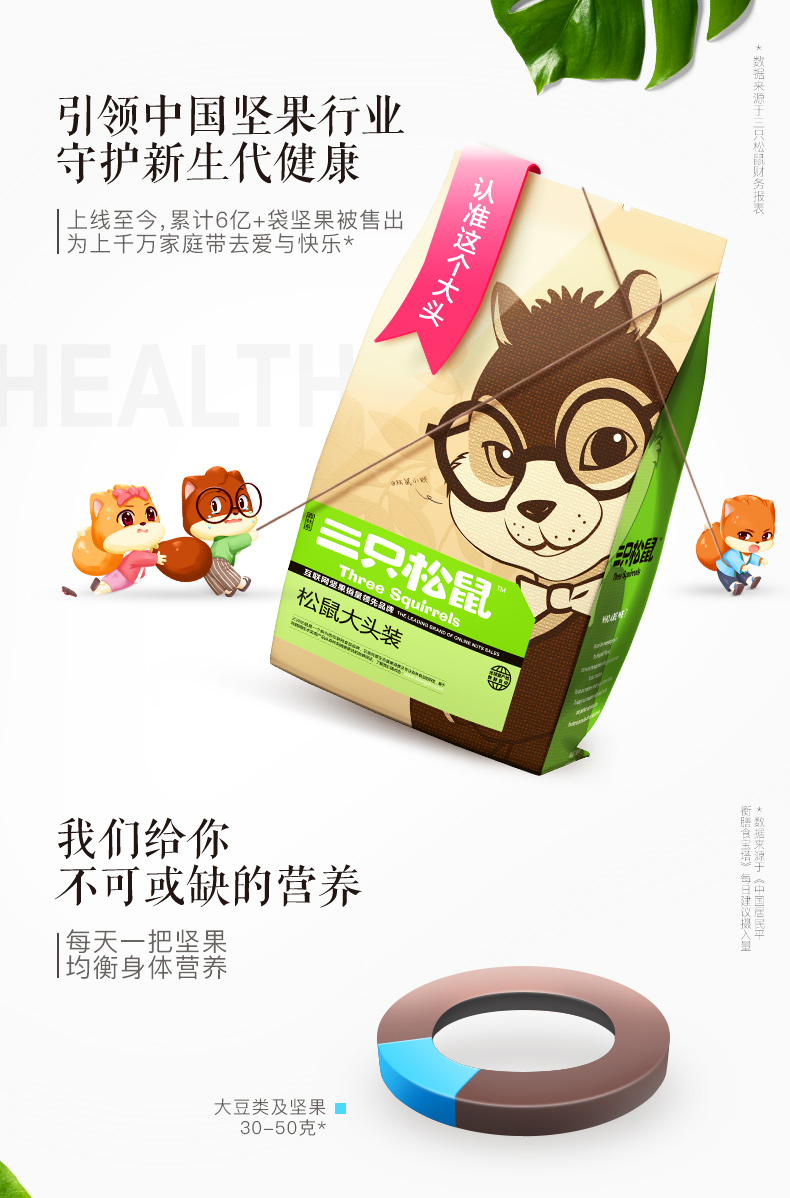 引领中国坚果行业
守护新生代健康
上线至今,累计6亿+袋坚果被售出
为上千万家庭带去爱与快乐*
*数据来源于三只松鼠财务报表
认准这个大头
HEALTH
三只松鼠™
Three Squirrels
互联网坚果销量领先品牌 THE LEADING BRAND OF ONLINE NUTS SALES
松鼠大头装
三只松鼠
Three Squirrels
我们给你
不可或缺的营养
每天一把坚果
均衡身体营养
*数据来源于《中国居民平
衡膳食宝塔》每日建议摄入量
大豆类及坚果
30-50克*